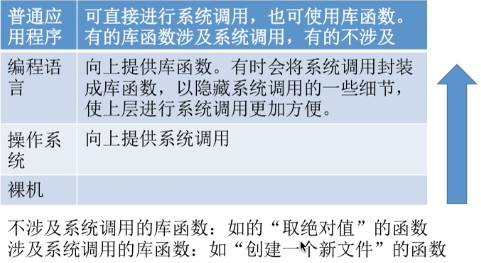 普通应
用程序
可直接进行系统调用，也可使用库函数。
有的库函数涉及系统调用，有的不涉及
编程语
言
向上提供库函数。有时会将系统调用封装
成库函数，以隐藏系统调用的一些细节，
使上层进行系统调用更加方便。
操作系
统
向上提供系统调用
裸机
不涉及系统调用的库函数：如的“取绝对值”的函数
涉及系统调用的库函数：如“创建一个新文件”的函数